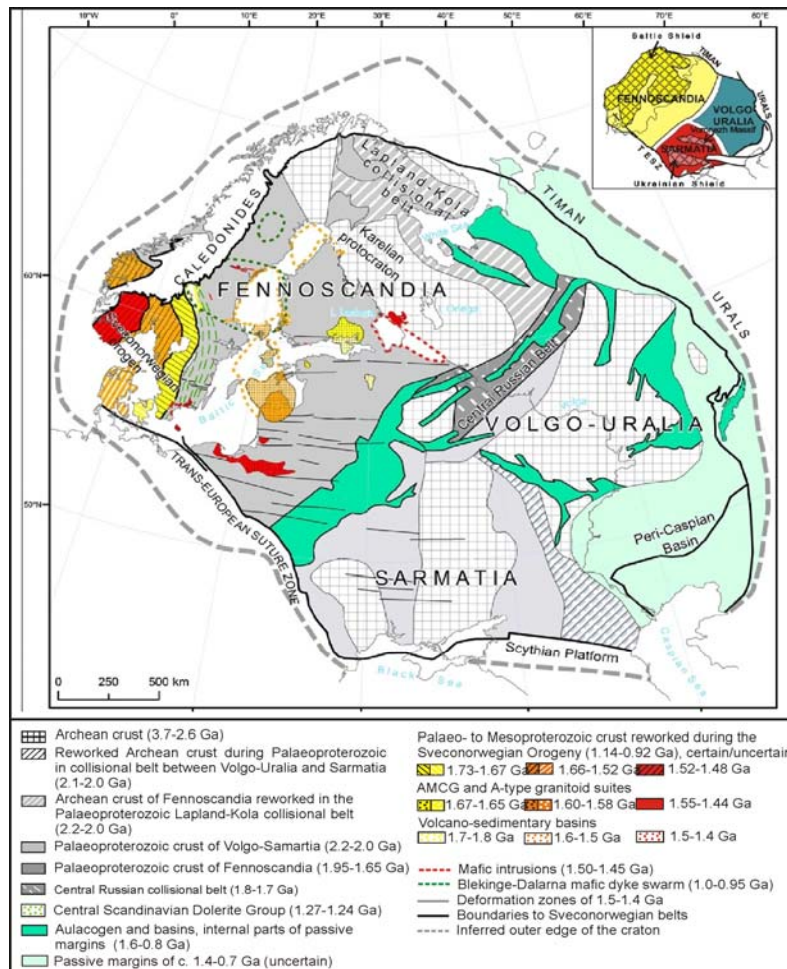 10°W
0°
10°E
20°E
30°E
40°E
50°E
60°E
70°E
80°E
Baltic Shield
TIMAN
FENNOSCANDIA
VOLGO-
URALIA
URALS
Voronezh Massif
SARMATIA
TESZ
Ukrainian Shield
Lapland-Kola
collisional
belt
TIMAN
CALEDONIDES
White Sea
Karelian
protocraton
60°N
FENNOSCANDIA
URALS
Onega
Sveconorwegian
orogen
Central Russian Belt
Baltic Sea
VOLGO-URALIA
TRANS-EUROPEAN SUTURE ZONE
50°N
Peri-Caspian
Basin
SARMATIA
Scythian Platform
Caspian Sea
Black Sea
0 250 500 km
Archean crust (3.7-2.6 Ga)
Reworked Archean crust during Palaeoproterozoic
in collisional belt between Volgo-Uralia and Sarmatia
(2.1-2.0 Ga)
Archean crust of Fennoscandia reworked in the
Palaeoproterozoic Lapland-Kola collisional belt
(2.2-2.0 Ga)
Palaeoproterozoic crust of Volgo-Samartia (2.2-2.0 Ga)
Palaeoproterozoic crust of Fennoscandia (1.95-1.65 Ga)
Central Russian collisional belt (1.8-1.7 Ga)
Central Scandinavian Dolerite Group (1.27-1.24 Ga)
Aulacogen and basins, internal parts of passive
margins (1.6-0.8 Ga)
Passive margins of c. 1.4-0.7 Ga (uncertain)
Palaeo- to Mesoproterozoic crust reworked during the
Sveconorwegian Orogeny (1.14-0.92 Ga), certain/uncertain
1.73-1.67 Ga 1.66-1.52 Ga 1.52-1.48 Ga
AMCG and A-type granitoid suites
1.67-1.65 Ga 1.60-1.58 Ga 1.55-1.44 Ga
Volcano-sedimentary basins
1.7-1.8 Ga 1.6-1.5 Ga 1.5-1.4 Ga
Mafic intrusions (1.50-1.45 Ga)
Blekinge-Dalarna mafic dyke swarm (1.0-0.95 Ga)
Deformation zones of 1.5-1.4 Ga
Boundaries to Sveconorwegian belts
Inferred outer edge of the craton